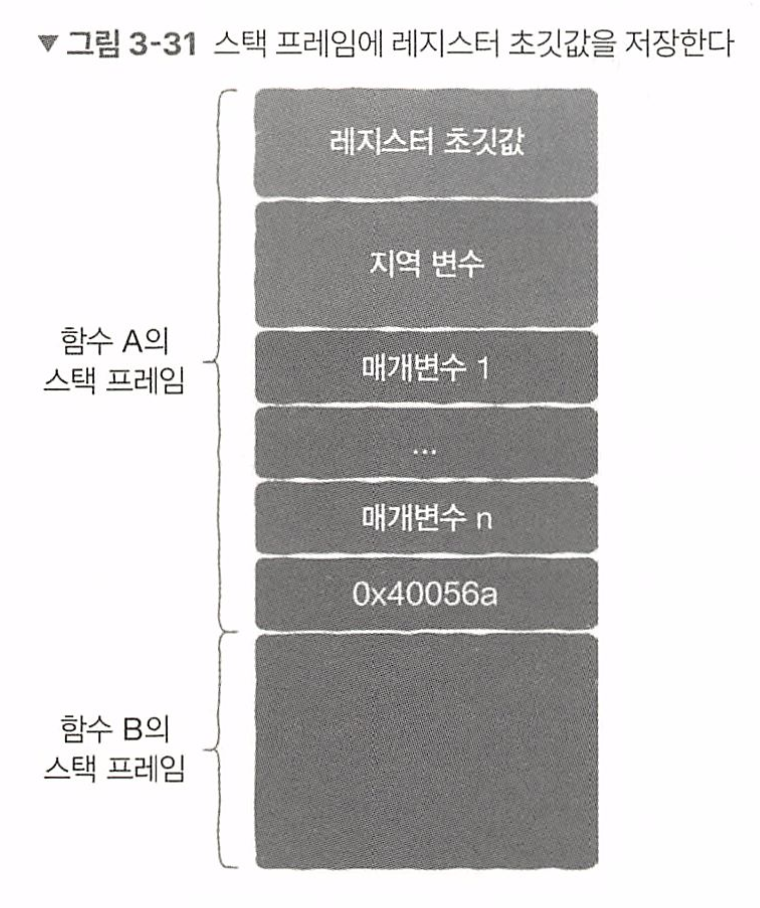 ▼ 그림 3-31 스택 프레임에 레지스터 초깃값을 저장한다
레지스터 초깃값
지역 변수
함수 A의
스택 프레임
매개변수 1
...
매개변수 n
0x40056a
함수 B의
스택 프레임